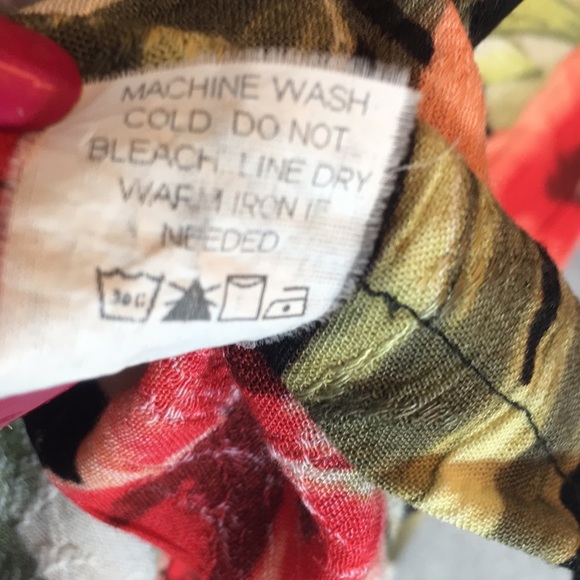 MACHINE WASH
COLD DO NOT
BLEACH LINE DRY
WARM IRON IF
NEEDED
30C